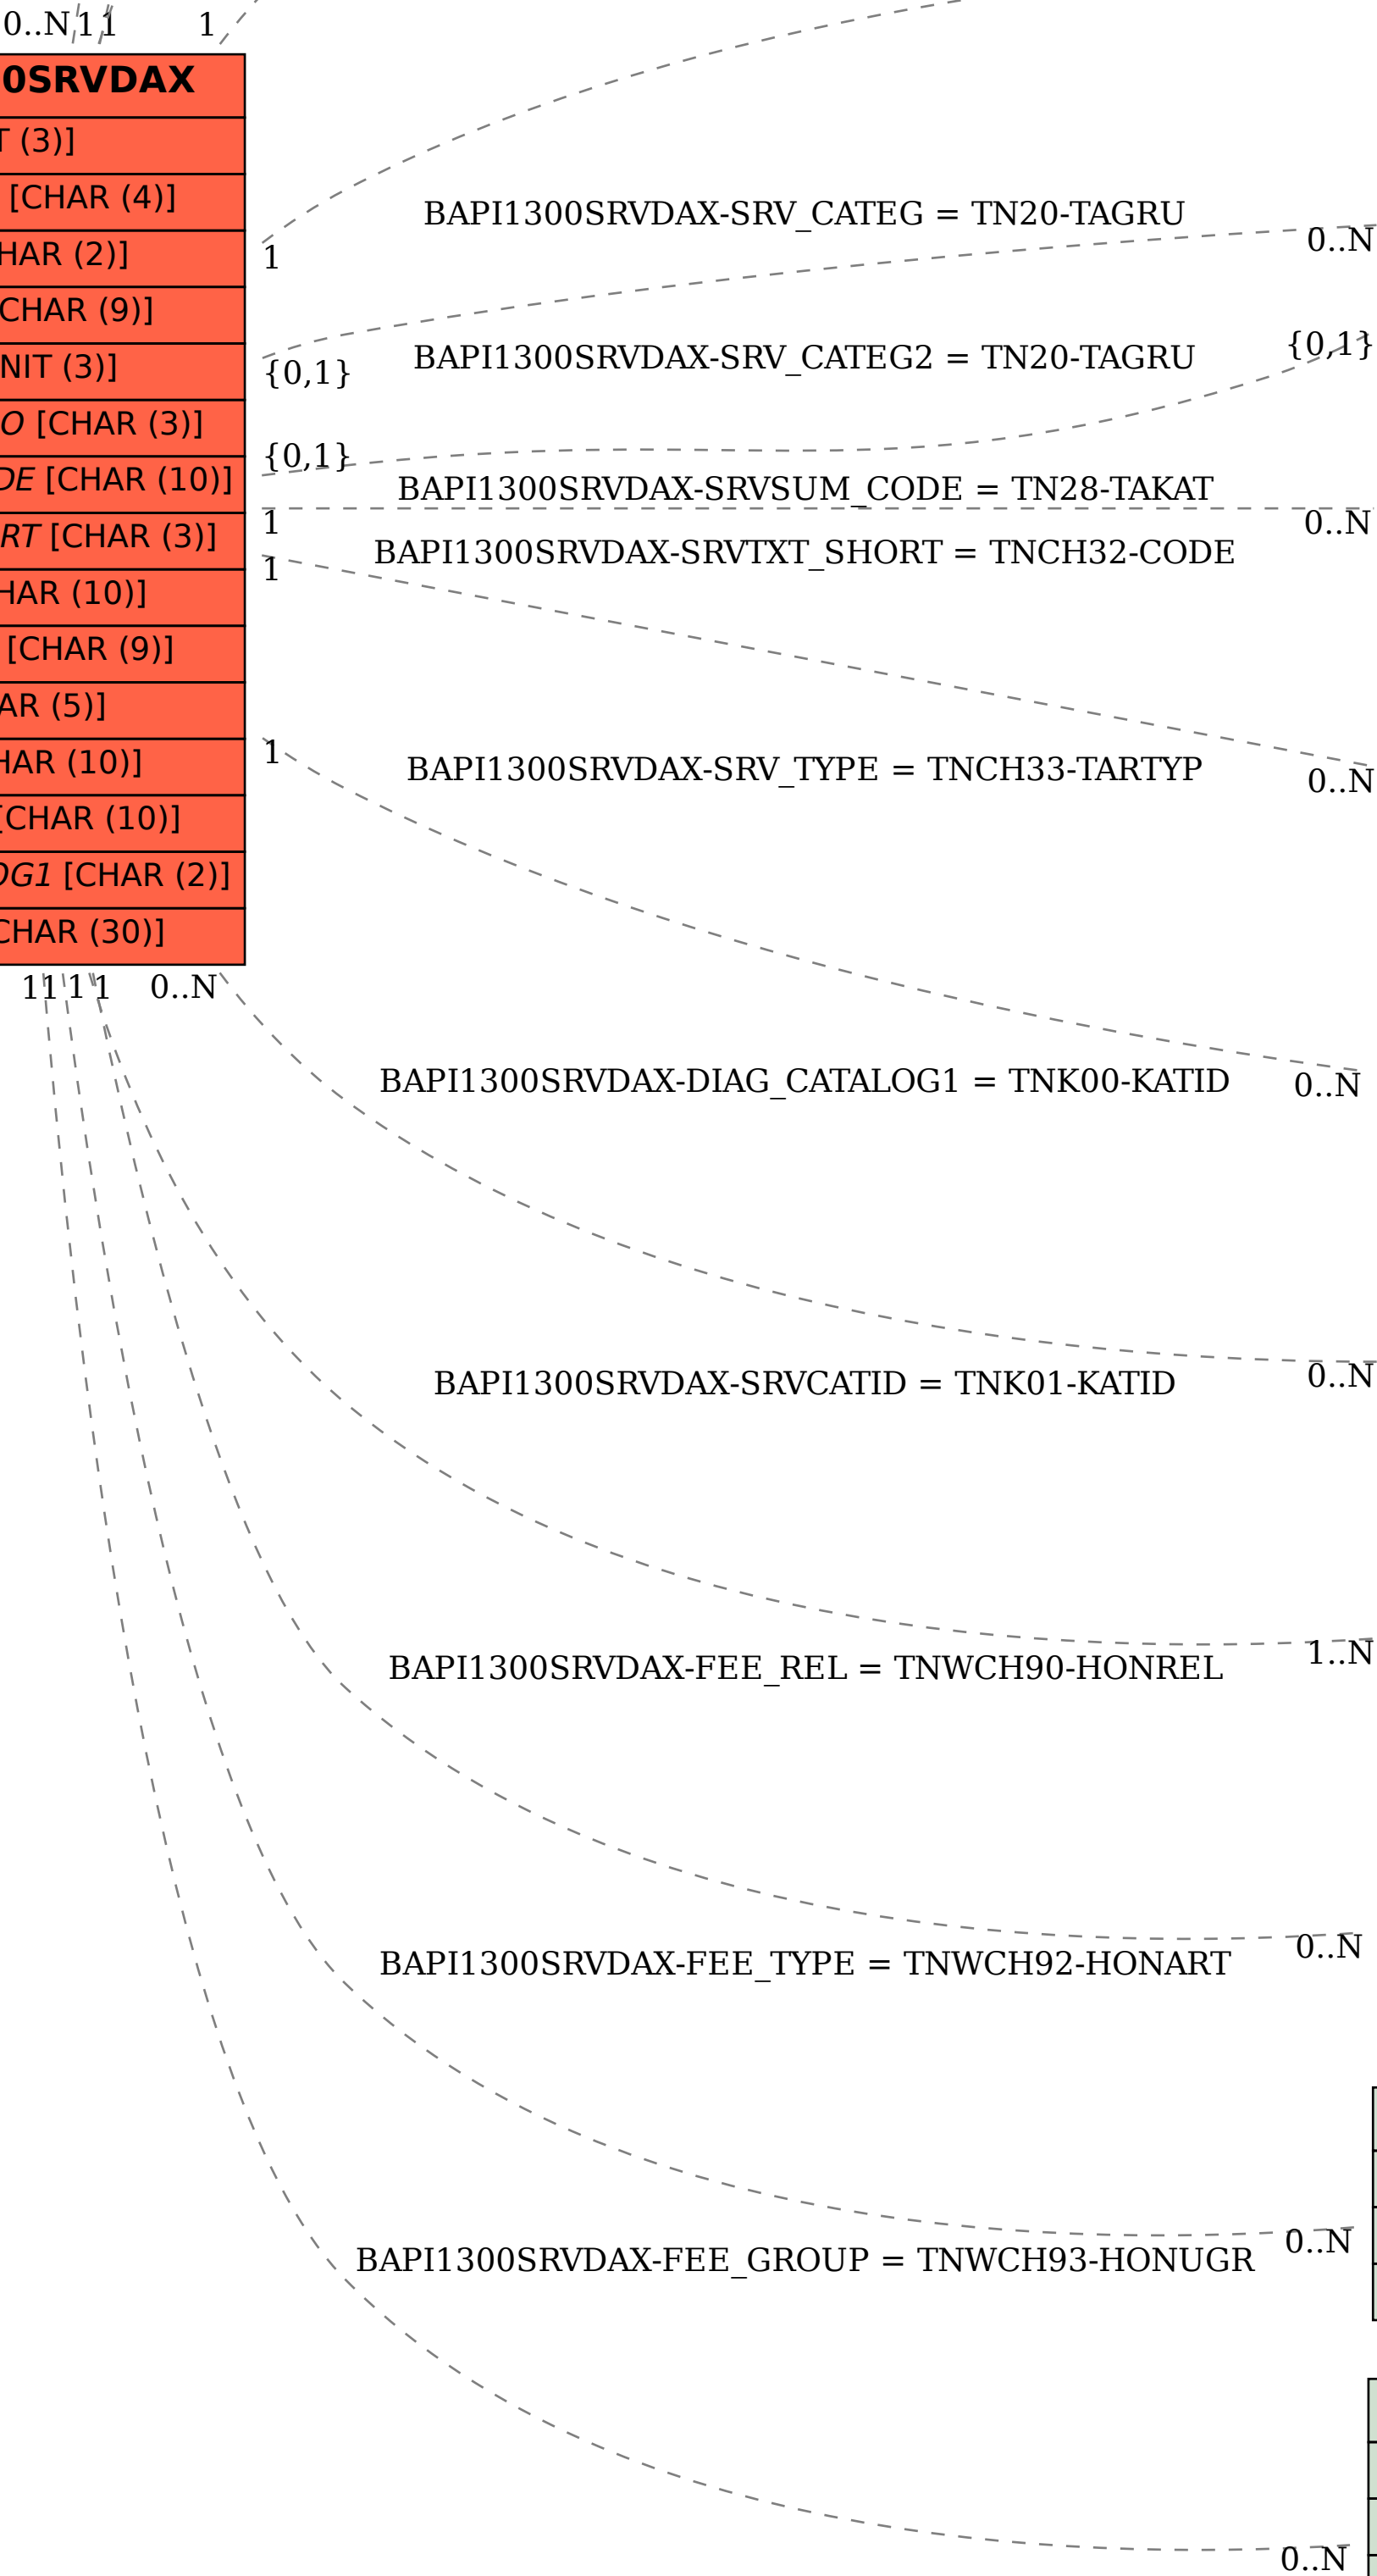 0..N 1 1 1
0SRVDAX
T (3)]
[CHAR (4)]
BAPI1300SRVDAX-SRV_CATEG = TN20-TAGRU
0..N
HAR (2)]
1
CHAR (9)]
{0,1}
NIT (3)]
{0,1}
BAPI1300SRVDAX-SRV_CATEG2 = TN20-TAGRU
O [CHAR (3)]
{0,1}
DE [CHAR (10)]
BAPI1300SRVDAX-SRVSUM_CODE = TN28-TAKAT
1
0..N
RT [CHAR (3)]
BAPI1300SRVDAX-SRVTXT_SHORT = TNCH32-CODE
1
HAR (10)]
[CHAR (9)]
AR (5)]
HAR (10)]
1
BAPI1300SRVDAX-SRV_TYPE = TNCH33-TARTYP
0..N
[CHAR (10)]
OG1 [CHAR (2)]
CHAR (30)]
1 1 1 1 0..N
BAPI1300SRVDAX-DIAG_CATALOG1 = TNK00-KATID
0..N
BAPI1300SRVDAX-SRVCATID = TNK01-KATID
0..N
BAPI1300SRVDAX-FEE_REL = TNWCH90-HONREL
1..N
BAPI1300SRVDAX-FEE_TYPE = TNWCH92-HONART
0..N
BAPI1300SRVDAX-FEE_GROUP = TNWCH93-HONUGR
0..N
0..N